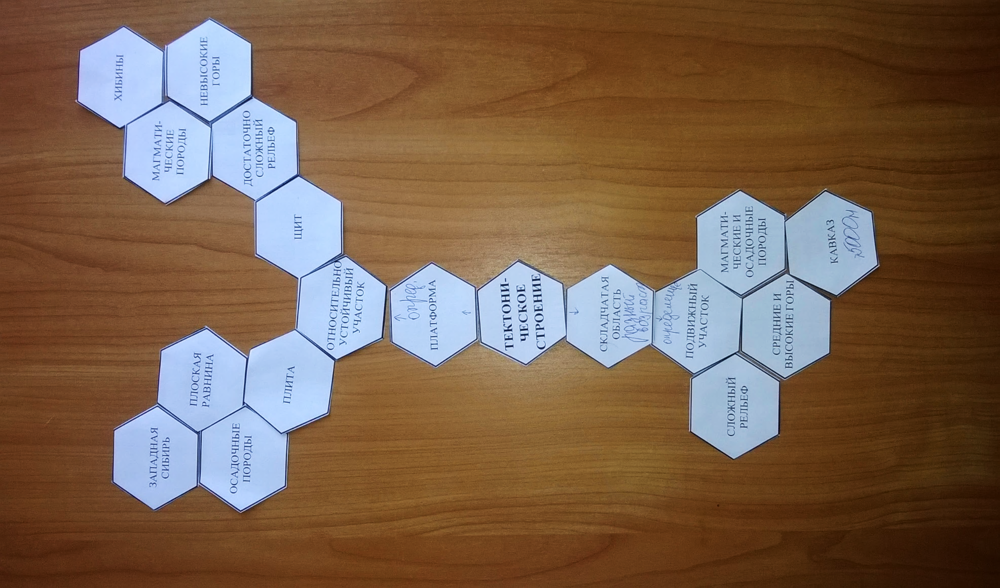 ХИБИНЫ
НЕВЫСОКИЕ
ГОРЫ
МАГМАТИ-
ЧЕСКИЕ
ПОРОДЫ
ДОСТАТОЧНО
СЛОЖНЫЙ
РЕЛЬЕФ
ЩИТ
ЗАПАДНАЯ
СИБИРЬ
ПЛОСКАЯ
РАВНИНА
ОСАДОЧНЫЕ
ПОРОДЫ
ПЛИТА
ОТНОСИТЕЛЬНО
УСТОЙЧИВЫЙ
УЧАСТОК
↑
опред.
ПЛАТФОРМА
↑
ТЕКТОНИ-
ЧЕСКОЕ
СТРОЕНИЕ
↓
СКЛАДЧАТАЯ
ОБЛАСТЬ
разный
возраст
определение
↓
ПОДВИЖНЫЙ
УЧАСТОК
МАГМАТИ-
ЧЕСКИЕ И
ОСАДОЧНЫЕ
ПОРОДЫ
СЛОЖНЫЙ
РЕЛЬЕФ
СРЕДНИЕ И
ВЫСОКИЕ ГОРЫ
КАВКАЗ
>5000м